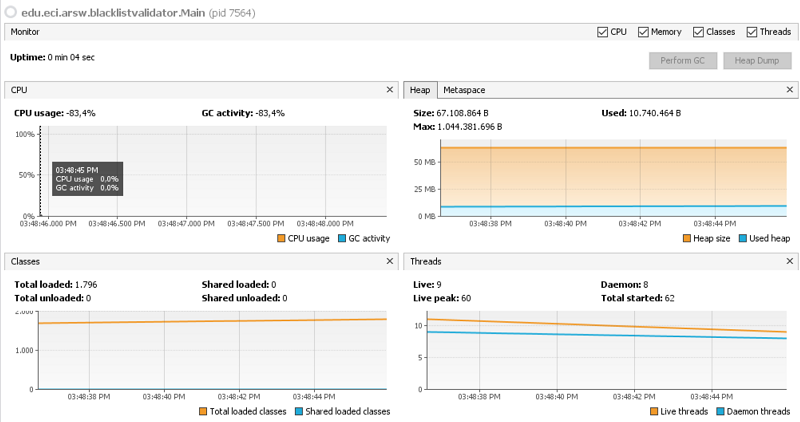 edu.eci.arsw.blacklistvalidator.Main (pid 7564)
Monitor
CPU Memory Classes Threads
Uptime: 0 min 04 sec
Perform GC Heap Dump
CPU
CPU usage: -83,4% GC activity: -83,4%
100%
50%
0%
03:48:45 PM
CPU usage 0,0%
GC activity 0,0%
03:48:46.000 PM 03:48:46.500 PM 03:48:47.000 PM 03:48:47.500 PM 03:48:48.000 PM
CPU usage GC activity
Heap Metaspace
Size: 67.108.864 B Used: 10.740.464 B
Max: 1.044.381.696 B
50 MB
25 MB
0 MB
03:48:38 PM 03:48:40 PM 03:48:42 PM 03:48:44 PM
Heap size Used heap
Classes
Total loaded: 1.796 Shared loaded: 0
Total unloaded: 0 Shared unloaded: 0
2.000
1.000
0
03:48:38 PM 03:48:40 PM 03:48:42 PM 03:48:44 PM
Total loaded classes Shared loaded classes
Threads
Live: 9 Daemon: 8
Live peak: 60 Total started: 62
10
5
0
03:48:38 PM 03:48:40 PM 03:48:42 PM 03:48:44 PM
Live threads Daemon threads